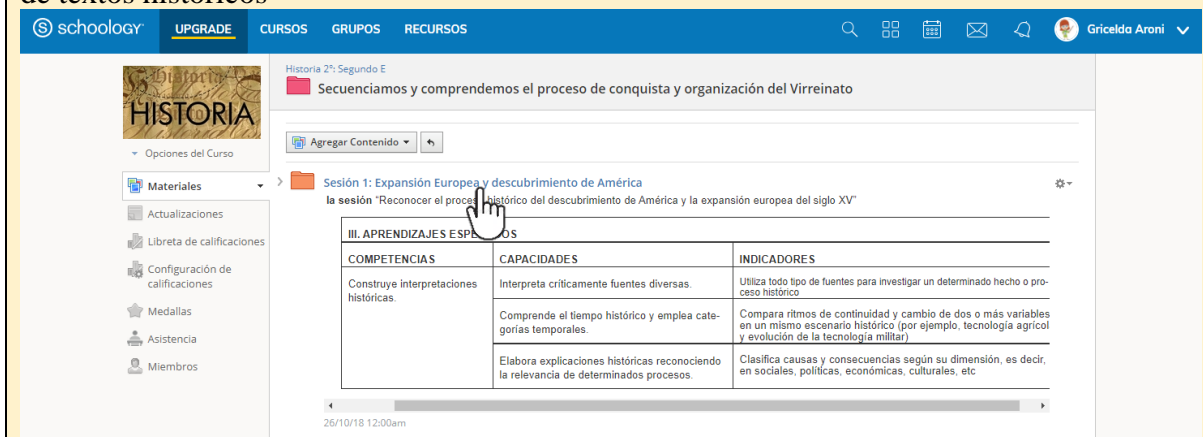 de textos históricos
S schoology®
UPGRADE
CURSOS
GRUPOS
RECURSOS
Gricelda Aroni
Historia
HISTORIA
Opciones del Curso
Materiales
Actualizaciones
Libreta de calificaciones
Configuración de
calificaciones
Medallas
Asistencia
Miembros
Historia 2º: Segundo E
Secuenciamos y comprendemos el proceso de conquista y organización del Virreinato
Agregar Contenido
Sesión 1: Expansión Europea y descubrimiento de América
la sesión "Reconocer el proceso histórico del descubrimiento de América y la expansión europea del siglo XV"
III. APRENDIZAJES ESPE OS
COMPETENCIAS
CAPACIDADES
INDICADORES
Construye interpretaciones
históricas.
Interpreta críticamente fuentes diversas.
Utiliza todo tipo de fuentes para investigar un determinado hecho o pro-
ceso histórico
Comprende el tiempo histórico y emplea cate-
gorías temporales.
Compara ritmos de continuidad y cambio de dos o más variables
en un mismo escenario histórico (por ejemplo, tecnología agrícol
y evolución de la tecnología militar)
Elabora explicaciones históricas reconociendo
la relevancia de determinados procesos.
Clasifica causas y consecuencias según su dimensión, es decir,
en sociales, políticas, económicas, culturales, etc
26/10/18 12:00am